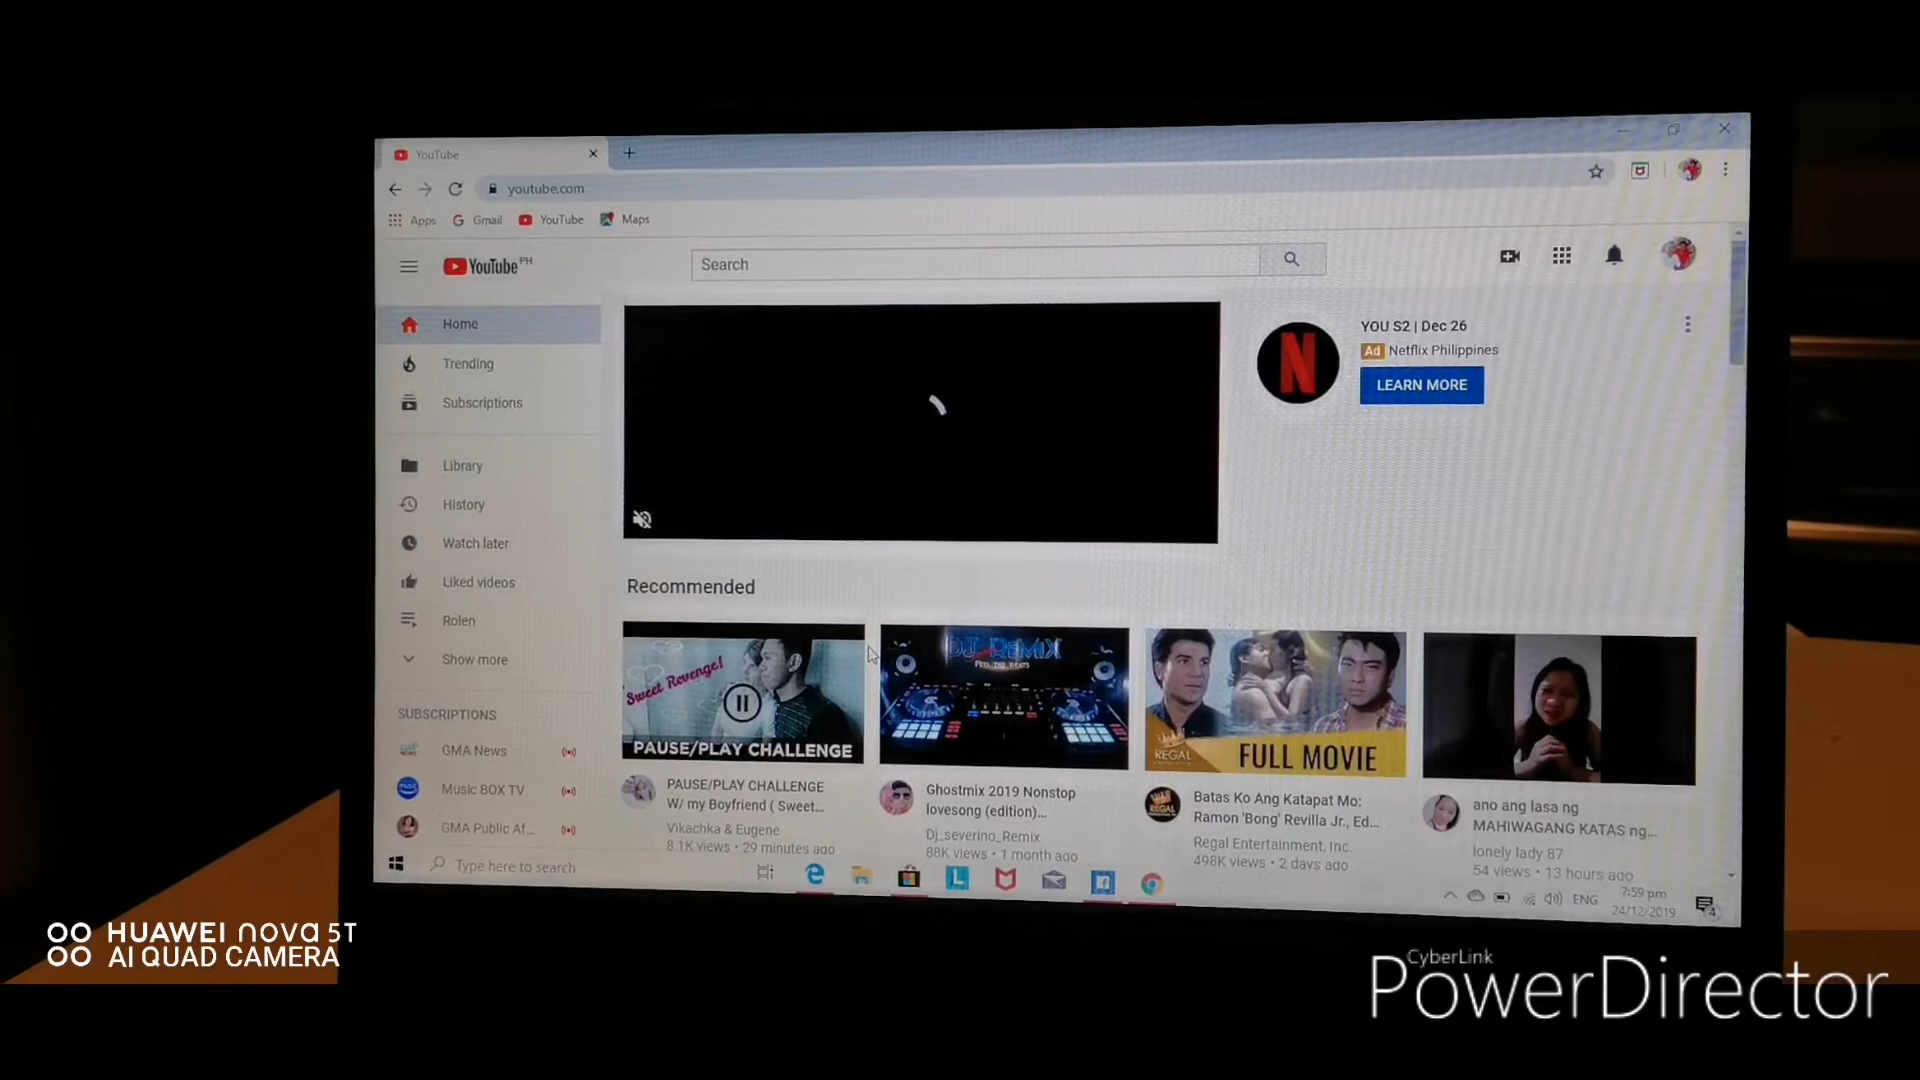 YouTube
youtube.com
Apps Gmail YouTube Maps
YouTube PH
Search
Home
Trending
Subscriptions
Library
History
Watch later
Liked videos
Rolen
Show more
SUBSCRIPTIONS
GMA News
Music BOX TV
GMA Public Af...
YOU S2 | Dec 26
Ad Netflix Philippines
LEARN MORE
Recommended
Sweet Revenge!
PAUSE/PLAY CHALLENGE
PAUSE/PLAY CHALLENGE
W/ my Boyfriend ( Sweet...
Vikachka & Eugene
8.1K views • 29 minutes ago
DJ REMIX
FEEL THE BEATS
Ghostmix 2019 Nonstop
lovesong (edition)...
Dj_severino_Remix
88K views • 1 month ago
REGAL
FULL MOVIE
Batas Ko Ang Katapat Mo:
Ramon 'Bong' Revilla Jr., Ed...
Regal Entertainment, Inc.
498K views • 2 days ago
ano ang lasa ng
MAHIWAGANG KATAS ng...
lonely lady 87
54 views • 13 hours ago
Type here to search
ENG
7:59 pm
24/12/2019
4
HUAWEI nova 5T
AI QUAD CAMERA
CyberLink
PowerDirector